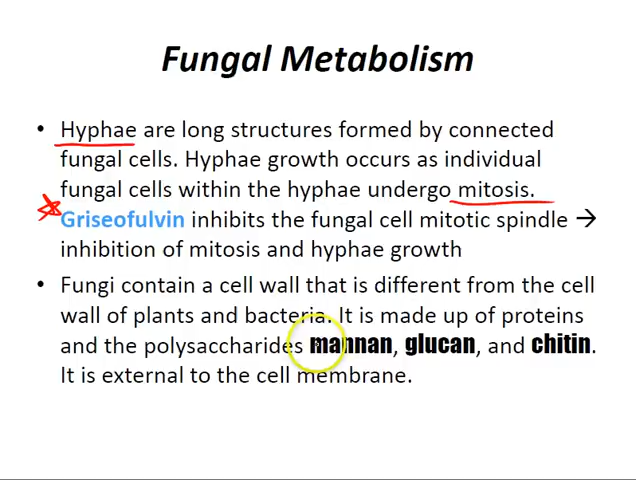 Fungal Metabolism
• Hyphae are long structures formed by connected
fungal cells. Hyphae growth occurs as individual
fungal cells within the hyphae undergo mitosis.
Griseofulvin inhibits the fungal cell mitotic spindle →
inhibition of mitosis and hyphae growth
• Fungi contain a cell wall that is different from the cell
wall of plants and bacteria. It is made up of proteins
and the polysaccharides mannan, glucan, and chitin.
It is external to the cell membrane.